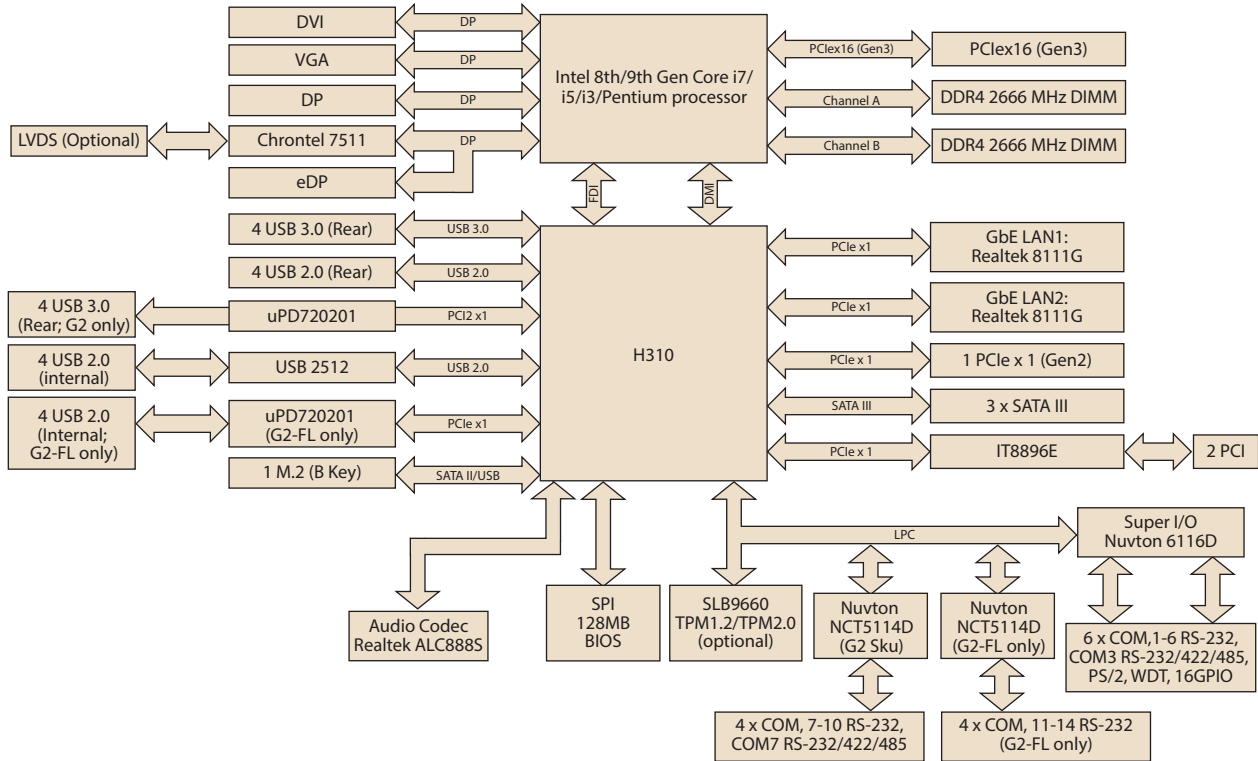 DVI
DP
VGA
DP
DP
DP
LVDS (Optional)
Chrontel 7511
DP
eDP
Intel 8th/9th Gen Core i7/
i5/i3/Pentium processor
PCIex16 (Gen3)
PCIex16 (Gen3)
Channel A
DDR4 2666 MHz DIMM
Channel B
DDR4 2666 MHz DIMM
FDI
DMI
4 USB 3.0 (Rear)
USB 3.0
4 USB 2.0 (Rear)
USB 2.0
4 USB 3.0
(Rear; G2 only)
uPD720201
PCI2 x1
4 USB 2.0
(internal)
USB 2512
USB 2.0
4 USB 2.0
(Internal;
G2-FL only)
uPD720201
(G2-FL only)
PCIe x1
1 M.2 (B Key)
SATA II/USB
H310
PCIe x1
GbE LAN1:
Realtek 8111G
PCIe x1
GbE LAN2:
Realtek 8111G
PCIe x 1
1 PCIe x 1 (Gen2)
SATA III
3 x SATA III
PCIe x 1
IT8896E
2 PCI
LPC
Super I/O
Nuvton 6116D
Audio Codec
Realtek ALC888S
SPI
128MB
BIOS
SLB9660
TPM1.2/TPM2.0
(optional)
Nuvton
NCT5114D
(G2 Sku)
Nuvton
NCT5114D
(G2-FL only)
6 x COM,1-6 RS-232,
COM3 RS-232/422/485,
PS/2, WDT, 16GPIO
4 x COM, 7-10 RS-232,
COM7 RS-232/422/485
4 x COM, 11-14 RS-232
(G2-FL only)